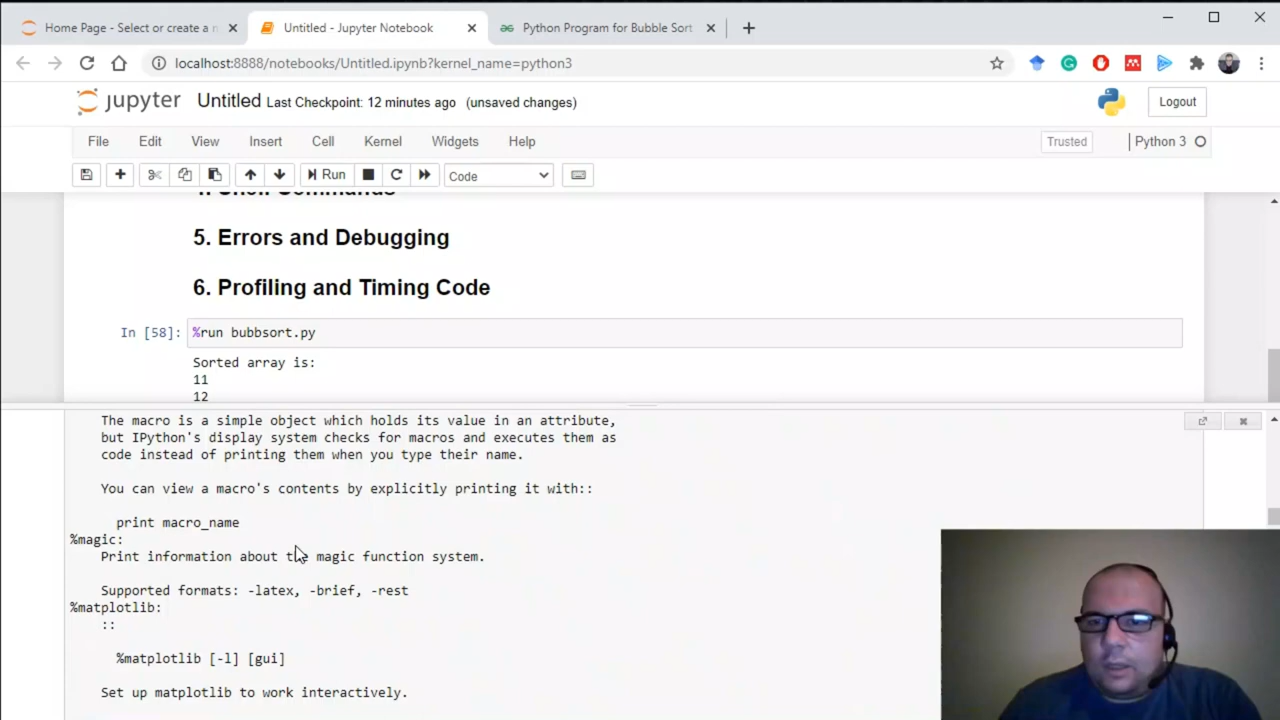 Home Page - Select or create a n
Untitled - Jupyter Notebook
Python Program for Bubble Sort
localhost:8888/notebooks/Untitled.ipynb?kernel_name=python3
jupyter Untitled Last Checkpoint: 12 minutes ago (unsaved changes)
Logout
File Edit View Insert Cell Kernel Widgets Help
Trusted
Python 3
Run
Code
5. Errors and Debugging
6. Profiling and Timing Code
In [58]: %run bubbsort.py
Sorted array is:
11
12
The macro is a simple object which holds its value in an attribute,
but IPython's display system checks for macros and executes them as
code instead of printing them when you type their name.
You can view a macro's contents by explicitly printing it with::
print macro_name
%magic:
Print information about the magic function system.
Supported formats: -latex, -brief, -rest
%matplotlib:
::
%matplotlib [-l] [gui]
Set up matplotlib to work interactively.